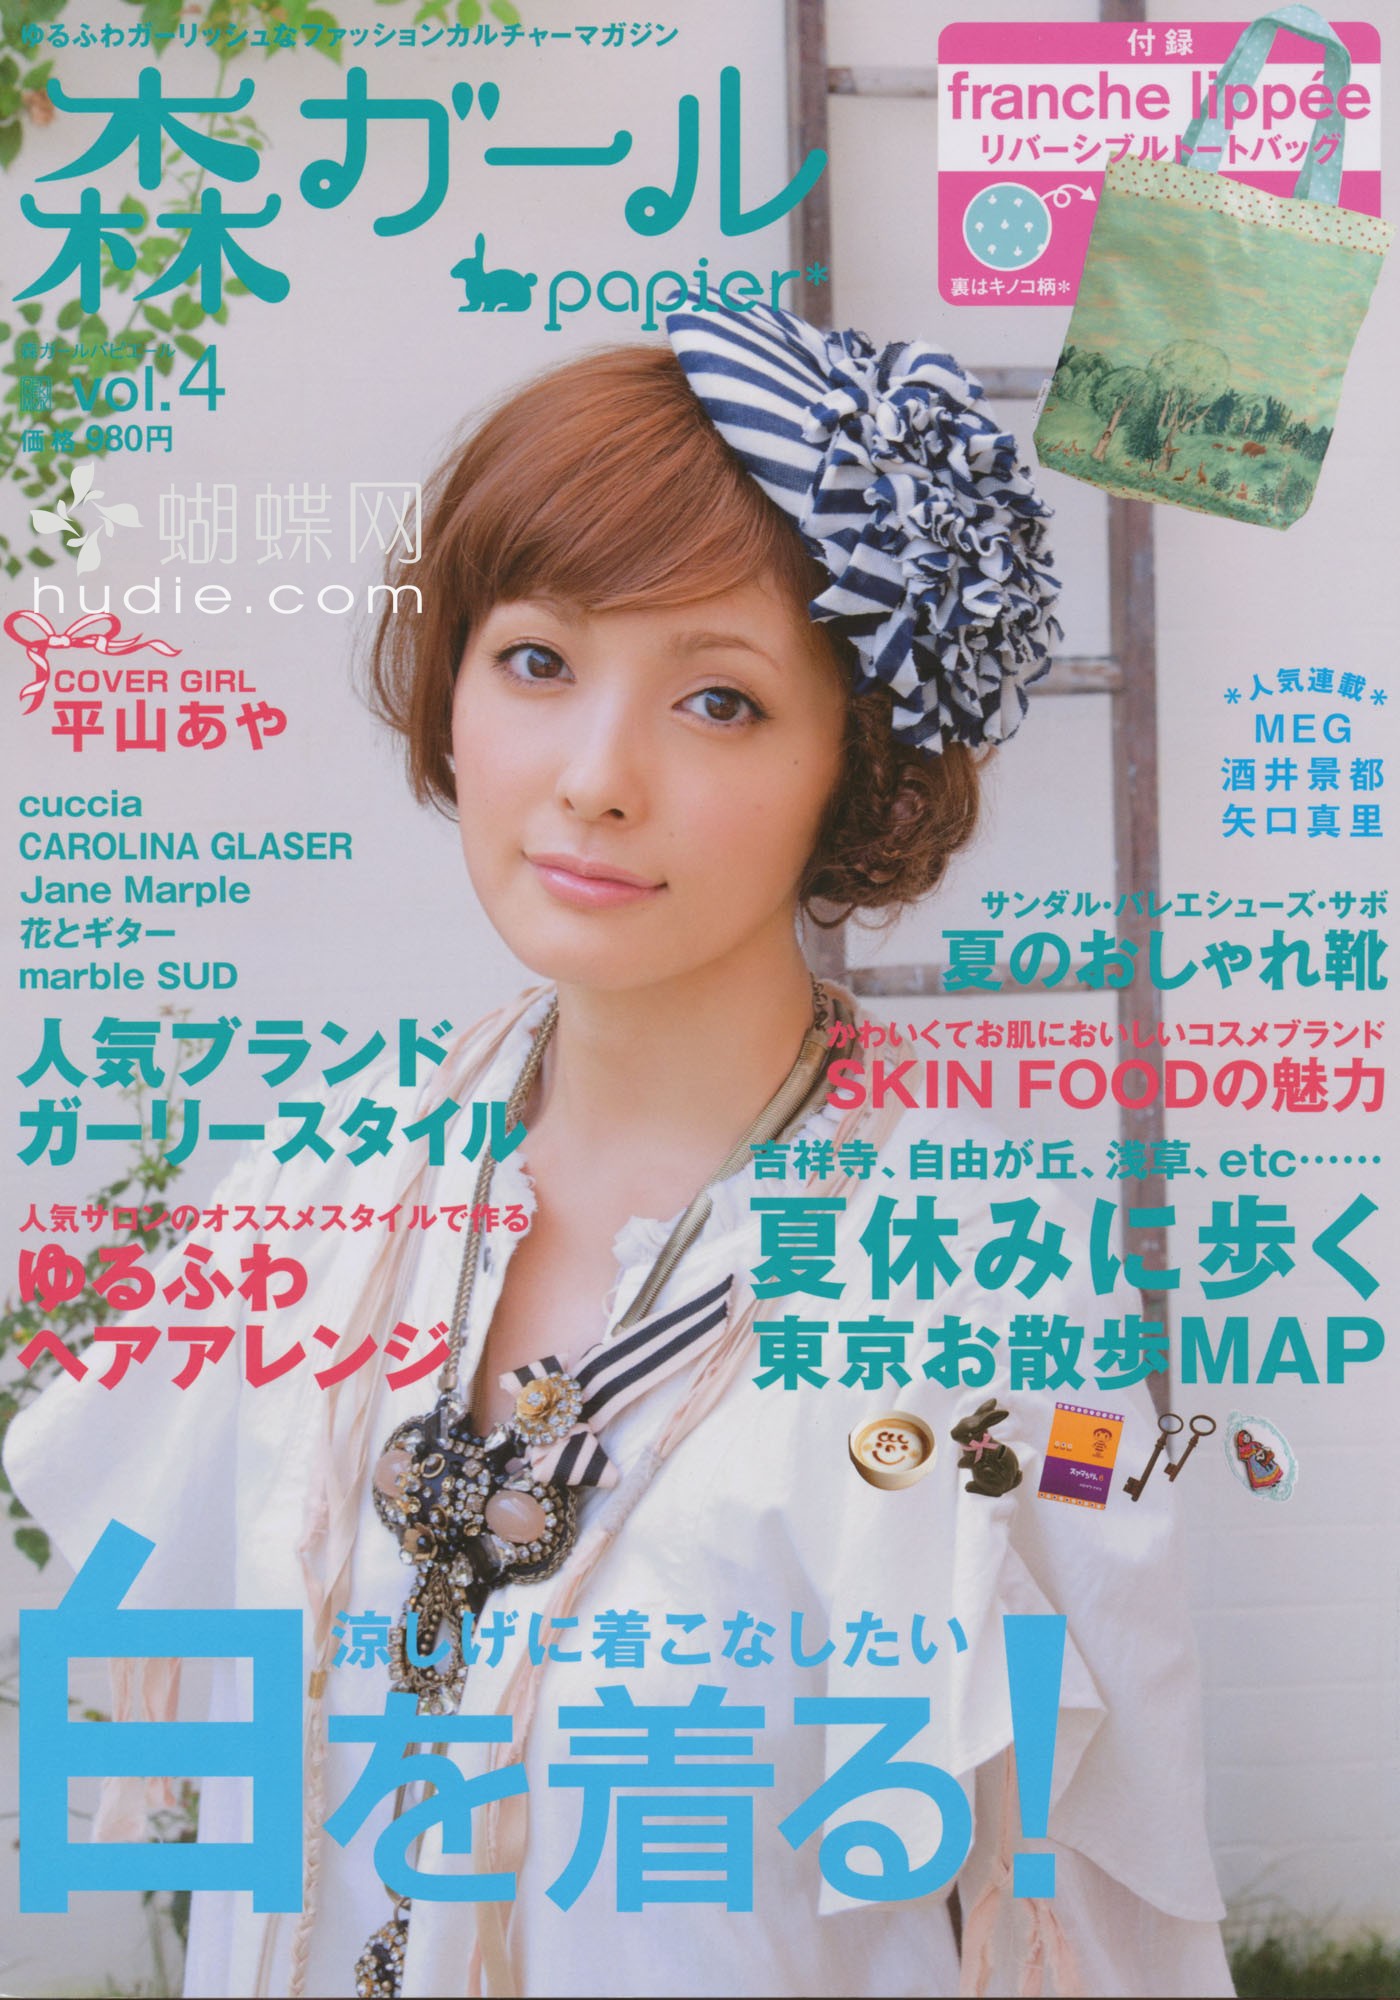 ゆるふわガーリッシュなファッションカルチャーマガジン
森ガール
papier*
森ガールパピエール
vol.4
価格980円
蝴蝶网
hudie.com
付録
franche lippée
リバーシブルトートバッグ
裏はキノコ柄*
COVER GIRL
平山あや
cuccia
CAROLINA GLASER
Jane Marple
花とギター
marble SUD
人気ブランド
ガーリースタイル
人気サロンのオススメスタイルで作る
ゆるふわ
ヘアアレンジ
*人気連載*
MEG
酒井景都
矢口真里
サンダル・バレエシューズ・サボ
夏のおしゃれ靴
かわいくてお肌においしいコスメブランド
SKIN FOODの魅力
吉祥寺、自由が丘、浅草、etc……
夏休みに歩く
東京お散歩MAP
涼しげに着こなしたい
白を着る!